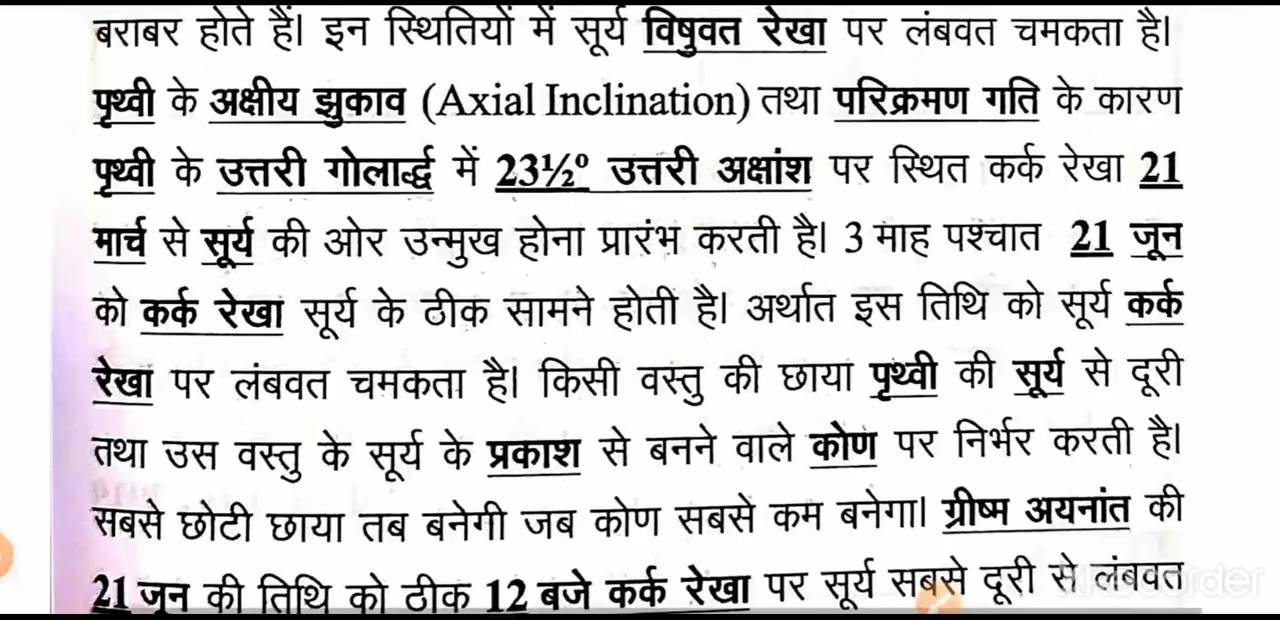 बराबर होते हैं। इन स्थितियों में सूर्य विषुवत रेखा पर लंबवत चमकता है।
पृथ्वी के अक्षीय झुकाव (Axial Inclination) तथा परिक्रमण गति के कारण
पृथ्वी के उत्तरी गोलार्द्ध में 23½° उत्तरी अक्षांश पर स्थित कर्क रेखा 21
मार्च से सूर्य की ओर उन्मुख होना प्रारंभ करती है। 3 माह पश्चात 21 जून
को कर्क रेखा सूर्य के ठीक सामने होती है। अर्थात इस तिथि को सूर्य कर्क
रेखा पर लंबवत चमकता है। किसी वस्तु की छाया पृथ्वी की सूर्य से दूरी
तथा उस वस्तु के सूर्य के प्रकाश से बनने वाले कोण पर निर्भर करती है।
सबसे छोटी छाया तब बनेगी जब कोण सबसे कम बनेगा। ग्रीष्म अयनांत की
21 जून की तिथि को ठीक 12 बजे कर्क रेखा पर सूर्य सबसे दूरी से लंबवत